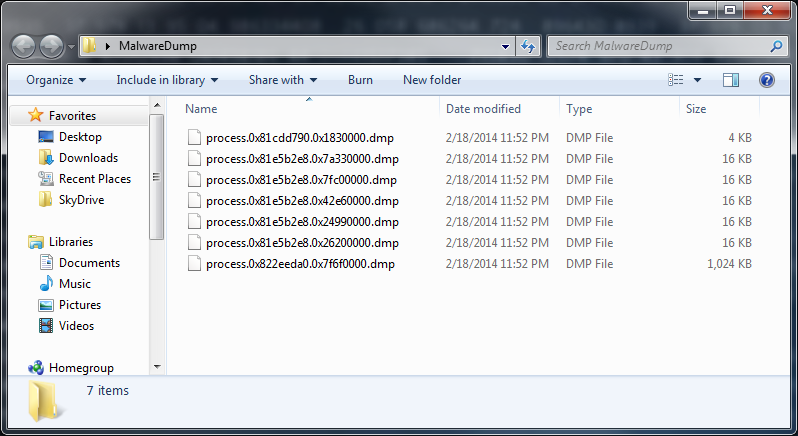 MalwareDump
Search MalwareDump
Organize Include in library Share with Burn New folder
Favorites
Desktop
Downloads
Recent Places
SkyDrive
Libraries
Documents
Music
Pictures
Videos
Homegroup
Name Date modified Type Size
process.0x81cdd790.0x1830000.dmp 2/18/2014 11:52 PM DMP File 4 KB
process.0x81e5b2e8.0x7a330000.dmp 2/18/2014 11:52 PM DMP File 16 KB
process.0x81e5b2e8.0x7fc00000.dmp 2/18/2014 11:52 PM DMP File 16 KB
process.0x81e5b2e8.0x42e60000.dmp 2/18/2014 11:52 PM DMP File 16 KB
process.0x81e5b2e8.0x24990000.dmp 2/18/2014 11:52 PM DMP File 16 KB
process.0x81e5b2e8.0x26200000.dmp 2/18/2014 11:52 PM DMP File 16 KB
process.0x822eeda0.0x7f6f0000.dmp 2/18/2014 11:52 PM DMP File 1,024 KB
7 items